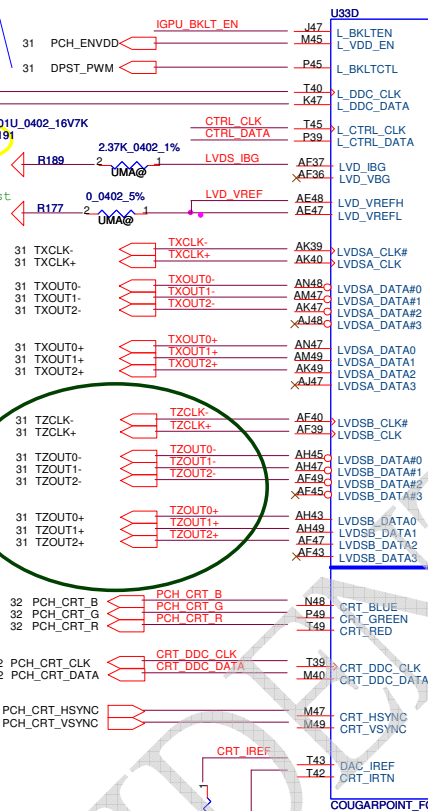 U33D
IGPU_BKLT_EN J47 L_BKLTEN
31 PCH_ENVDD M45 L_VDD_EN
31 DPST_PWM P45 L_BKLTCTL
T40 L_DDC_CLK
K47 L_DDC_DATA
01U_0402_16V7K
191
CTRL_CLK T45 L_CTRL_CLK
CTRL_DATA P39 L_CTRL_DATA
2.37K_0402_1%
R189 2 1 LVDS_IBG AF37 LVD_IBG
UMA@ AF36 LVD_VBG
st
0_0402_5% LVD_VREF AE48 LVD_VREFH
R177 2 1 AE47 LVD_VREFL
UMA@
31 TXCLK- TXCLK- AK39 LVDSA_CLK#
31 TXCLK+ TXCLK+ AK40 LVDSA_CLK
31 TXOUT0- TXOUT0- AN48 LVDSA_DATA#0
31 TXOUT1- TXOUT1- AM47 LVDSA_DATA#1
31 TXOUT2- TXOUT2- AK47 LVDSA_DATA#2
AJ48 LVDSA_DATA#3
31 TXOUT0+ TXOUT0+ AN47 LVDSA_DATA0
31 TXOUT1+ TXOUT1+ AM49 LVDSA_DATA1
31 TXOUT2+ TXOUT2+ AK49 LVDSA_DATA2
AJ47 LVDSA_DATA3
31 TZCLK- TZCLK- AF40 LVDSB_CLK#
31 TZCLK+ TZCLK+ AF39 LVDSB_CLK
31 TZOUT0- TZOUT0- AH45 LVDSB_DATA#0
31 TZOUT1- TZOUT1- AH47 LVDSB_DATA#1
31 TZOUT2- TZOUT2- AF49 LVDSB_DATA#2
AF45 LVDSB_DATA#3
31 TZOUT0+ TZOUT0+ AH43 LVDSB_DATA0
31 TZOUT1+ TZOUT1+ AH49 LVDSB_DATA1
31 TZOUT2+ TZOUT2+ AF47 LVDSB_DATA2
AF43 LVDSB_DATA3
32 PCH_CRT_B PCH_CRT_B N48 CRT_BLUE
32 PCH_CRT_G PCH_CRT_G P49 CRT_GREEN
32 PCH_CRT_R PCH_CRT_R T49 CRT_RED
2 PCH_CRT_CLK CRT_DDC_CLK T39 CRT_DDC_CLK
2 PCH_CRT_DATA CRT_DDC_DATA M40 CRT_DDC_DATA
PCH_CRT_HSYNC M47 CRT_HSYNC
PCH_CRT_VSYNC M49 CRT_VSYNC
CRT_IREF T43 DAC_IREF
T42 CRT_IRTN
1
COUGARPOINT_FC